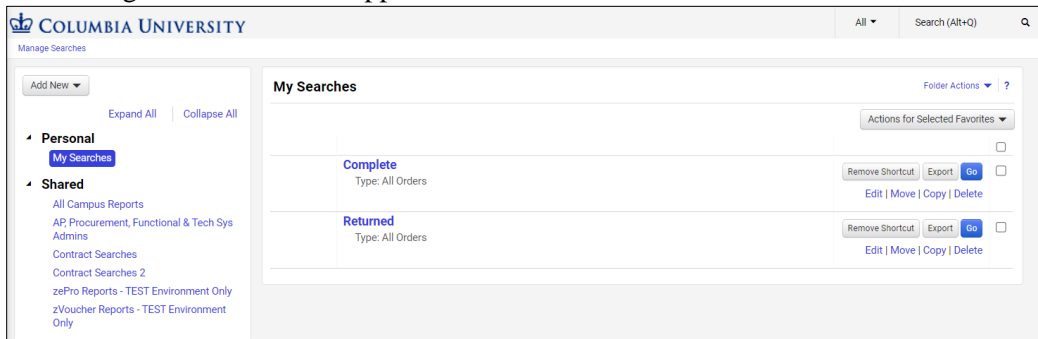 COLUMBIA UNIVERSITY
All
Search (Alt+Q)
Manage Searches
Add New
Expand All
Collapse All
Personal
My Searches
Shared
All Campus Reports
AP, Procurement, Functional & Tech Sys
Admins
Contract Searches
Contract Searches 2
zePro Reports - TEST Environment Only
zVoucher Reports - TEST Environment
Only
My Searches
Folder Actions
?
Actions for Selected Favorites
Complete
Type: All Orders
Remove Shortcut
Export
Go
Edit | Move | Copy | Delete
Returned
Type: All Orders
Remove Shortcut
Export
Go
Edit | Move | Copy | Delete